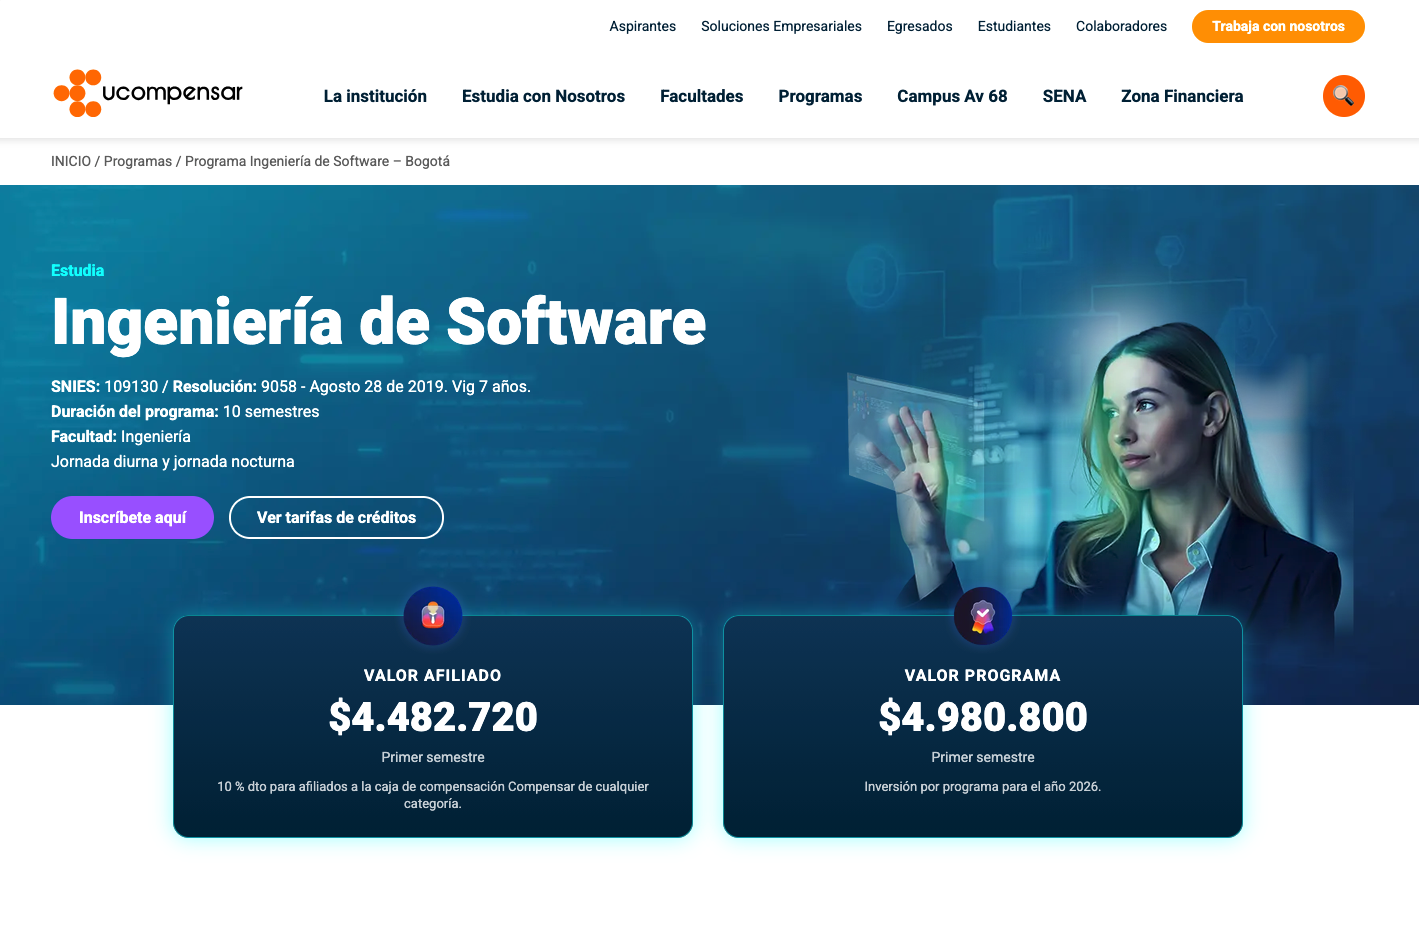 Aspirantes Soluciones Empresariales Egresados Estudiantes Colaboradores Trabaja con nosotros
ucompensar
La institución Estudia con Nosotros Facultades Programas Campus Av 68 SENA Zona Financiera
INICIO / Programas / Programa Ingeniería de Software – Bogotá
Estudia
Ingeniería de Software
SNIES: 109130 / Resolución: 9058 - Agosto 28 de 2019. Vig 7 años.
Duración del programa: 10 semestres
Facultad: Ingeniería
Jornada diurna y jornada nocturna
Inscríbete aquí Ver tarifas de créditos
VALOR AFILIADO
$4.482.720
Primer semestre
10 % dto para afiliados a la caja de compensación Compensar de cualquier
categoría.
VALOR PROGRAMA
$4.980.800
Primer semestre
Inversión por programa para el año 2026.